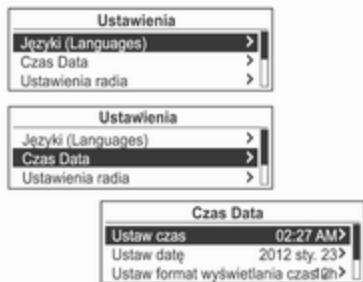 Ustawienia
Języki (Languages) >
Czas Data >
Ustawienia radia >
Ustawienia
Języki (Languages) >
Czas Data >
Ustawienia radia >
Czas Data
Ustaw czas 02:27 AM>
Ustaw datę 2012 sty. 23>
Ustaw format wyświetlania czasu 12h>